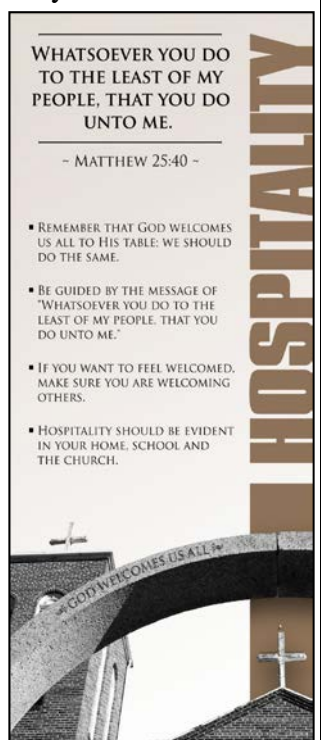 WHATSOEVER YOU DO
TO THE LEAST OF MY
PEOPLE, THAT YOU DO
UNTO ME.
~ MATTHEW 25:40 ~
▪ REMEMBER THAT GOD WELCOMES
US ALL TO HIS TABLE; WE SHOULD
DO THE SAME.
▪ BE GUIDED BY THE MESSAGE OF
"WHATSOEVER YOU DO TO THE
LEAST OF MY PEOPLE, THAT YOU
DO UNTO ME."
▪ IF YOU WANT TO FEEL WELCOMED,
MAKE SURE YOU ARE WELCOMING
OTHERS.
▪ HOSPITALITY SHOULD BE EVIDENT
IN YOUR HOME, SCHOOL AND
THE CHURCH.
HOSPITALITY
GOD WELCOMES US ALL